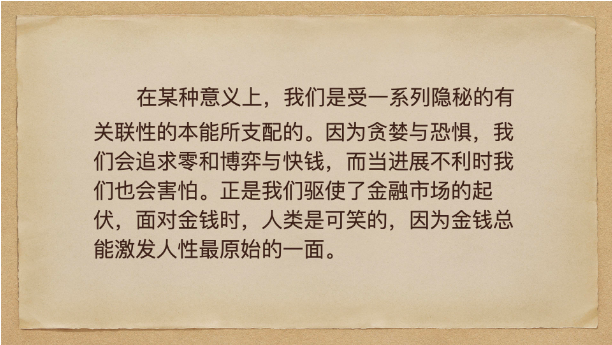 在某种意义上，我们是受一系列隐秘的有
关联性的本能所支配的。因为贪婪与恐惧，我
们会追求零和博弈与快钱，而当进展不利时我
们也会害怕。正是我们驱使了金融市场的起
伏，面对金钱时，人类是可笑的，因为金钱总
能激发人性最原始的一面。